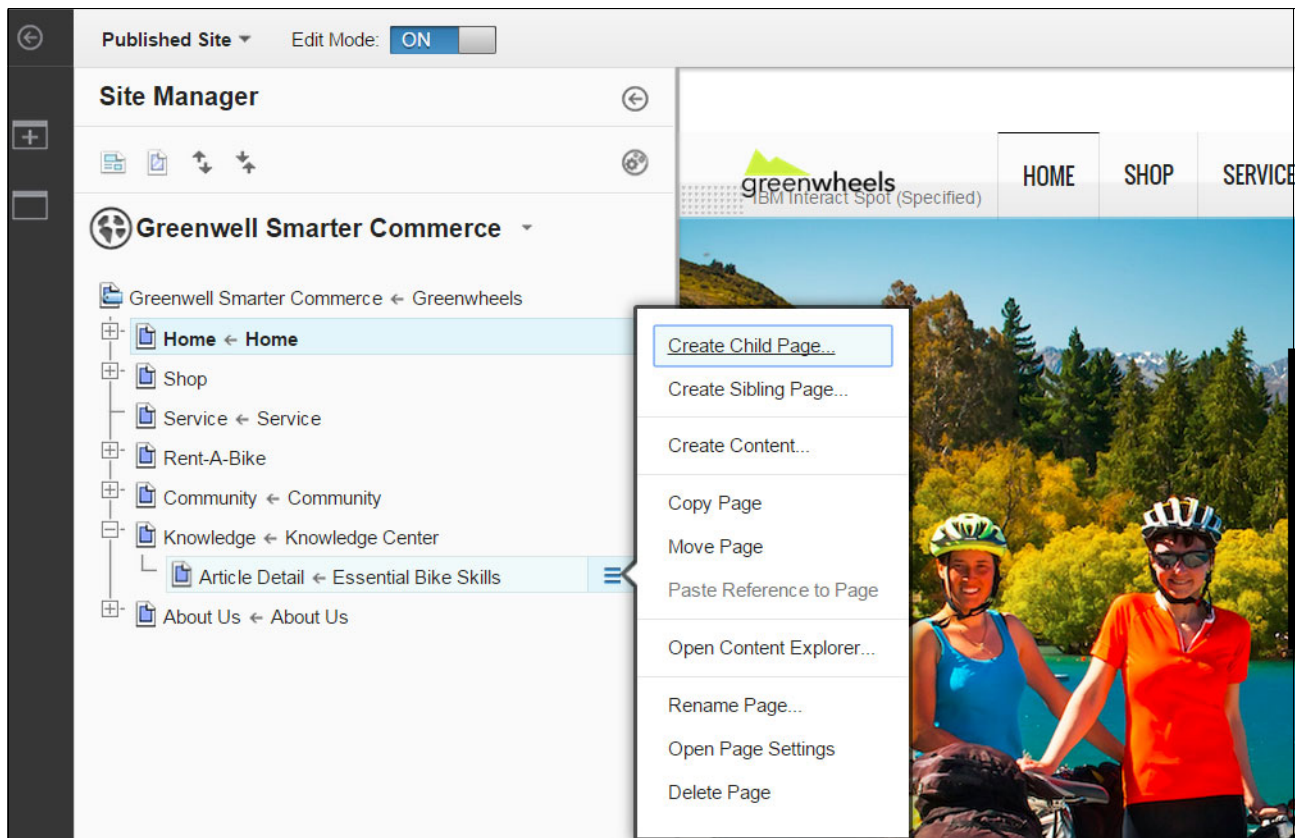 Published Site
Edit Mode: ON
Site Manager
Greenwell Smarter Commerce
Greenwell Smarter Commerce ← Greenwheels
Home ← Home
Shop
Service ← Service
Rent-A-Bike
Community ← Community
Knowledge ← Knowledge Center
Article Detail ← Essential Bike Skills
About Us ← About Us
Create Child Page...
Create Sibling Page...
Create Content...
Copy Page
Move Page
Paste Reference to Page
Open Content Explorer...
Rename Page...
Open Page Settings
Delete Page
greenwheels
IBM Interact Spot (Specified)
HOME SHOP SERVICE